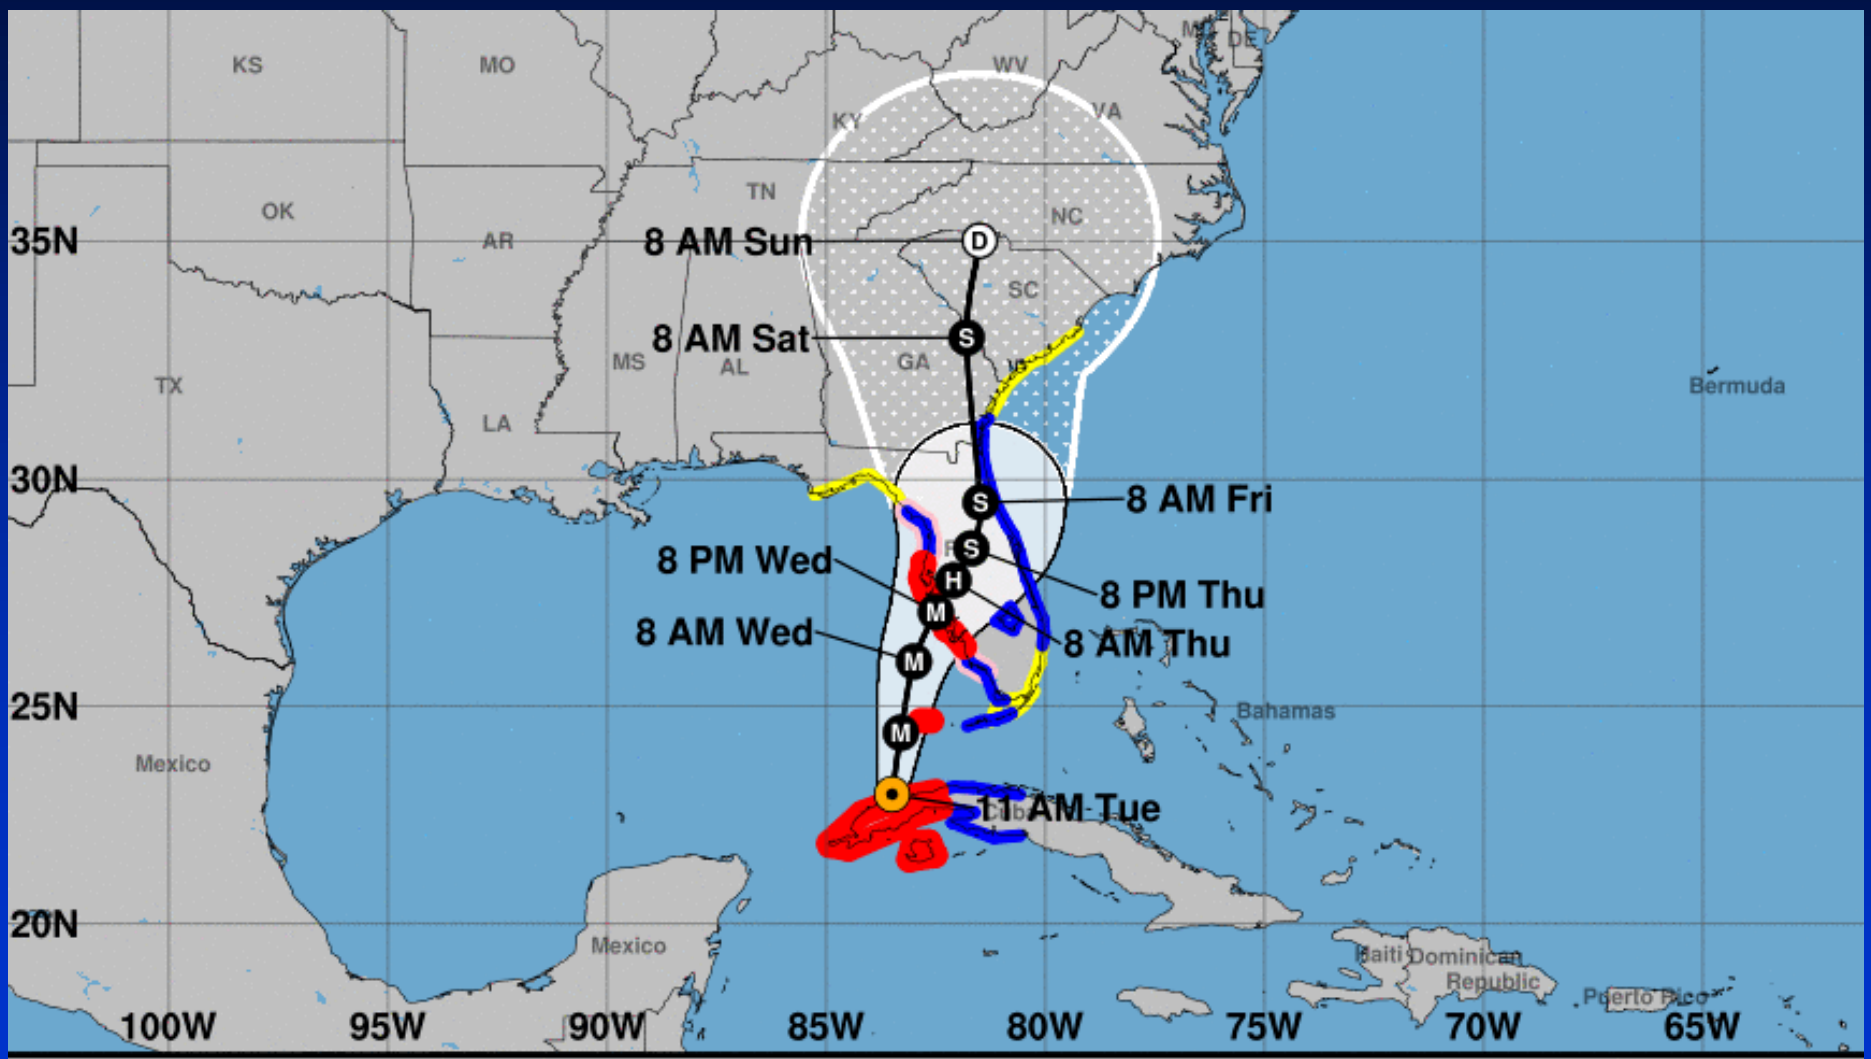 KS
MO
WV
M
DE
KY
VA
OK
TN
NC
35N
AR
8 AM Sun
D
SC
8 AM Sat
S
MS
AL
GA
TX
Bermuda
LA
30N
S
8 AM Fri
8 PM Wed
F
S
H
8 PM Thu
M
8 AM Wed
8 AM Thu
M
25N
Bahamas
M
Mexico
11 AM Tue
Cuba
20N
Mexico
Haiti
Dominican
Republic
Puerto Rico
100W
95W
90W
85W
80W
75W
70W
65W